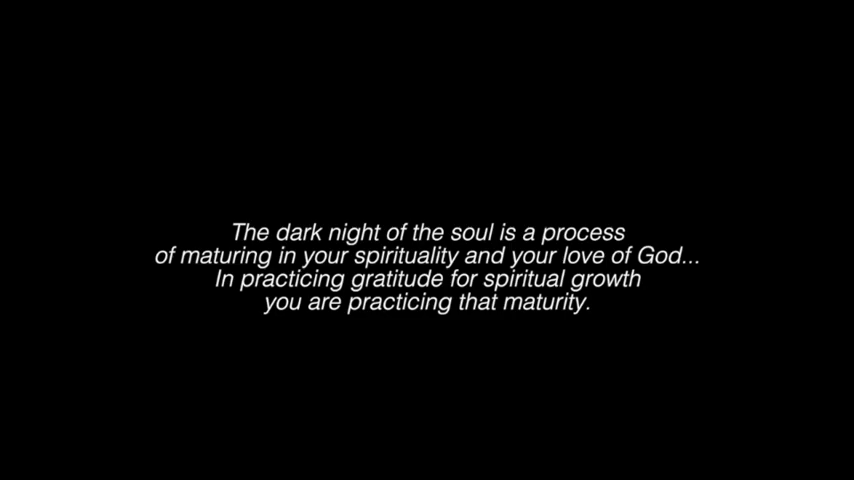 The dark night of the soul is a process
of maturing in your spirituality and your love of God...
In practicing gratitude for spiritual growth
you are practicing that maturity.